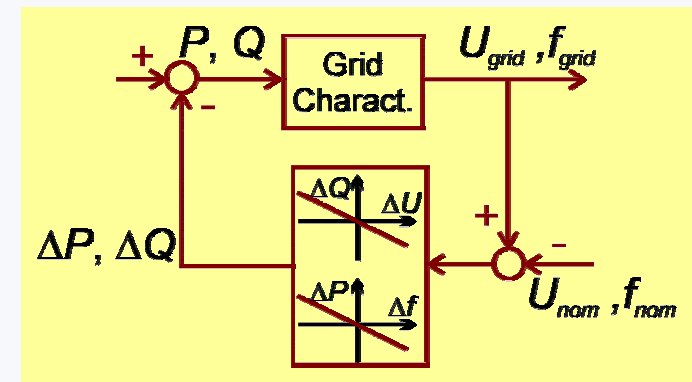 +
P, Q
-
Grid
Charact.
U_grid ,f_grid
ΔQ
ΔU
ΔP, ΔQ
+
-
ΔP
Δf
U_nom ,f_nom